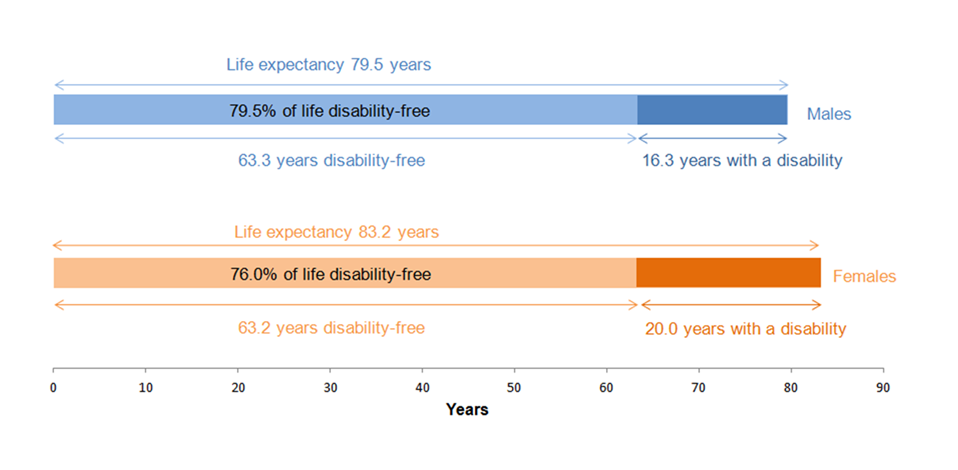 Life expectancy 79.5 years
79.5% of life disability-free
Males
63.3 years disability-free
16.3 years with a disability
Life expectancy 83.2 years
76.0% of life disability-free
Females
63.2 years disability-free
20.0 years with a disability
0 10 20 30 40 50 60 70 80 90
Years